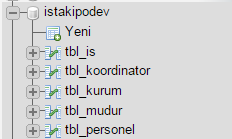 istakipodev
Yeni
tbl_is
tbl_koordinator
tbl_kurum
tbl_mudur
tbl_personel